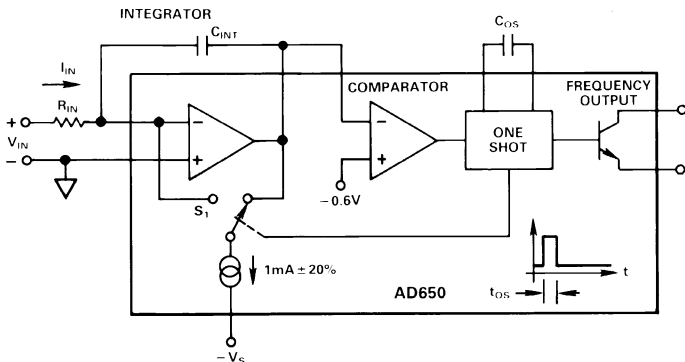 INTEGRATOR
C_INT
C_OS
I_IN
COMPARATOR
FREQUENCY
OUTPUT
R_IN
+
−
+
V_IN
−
−
+
ONE
SHOT
S_1
−0.6V
1mA ± 20%
t
t_OS
AD650
−V_S